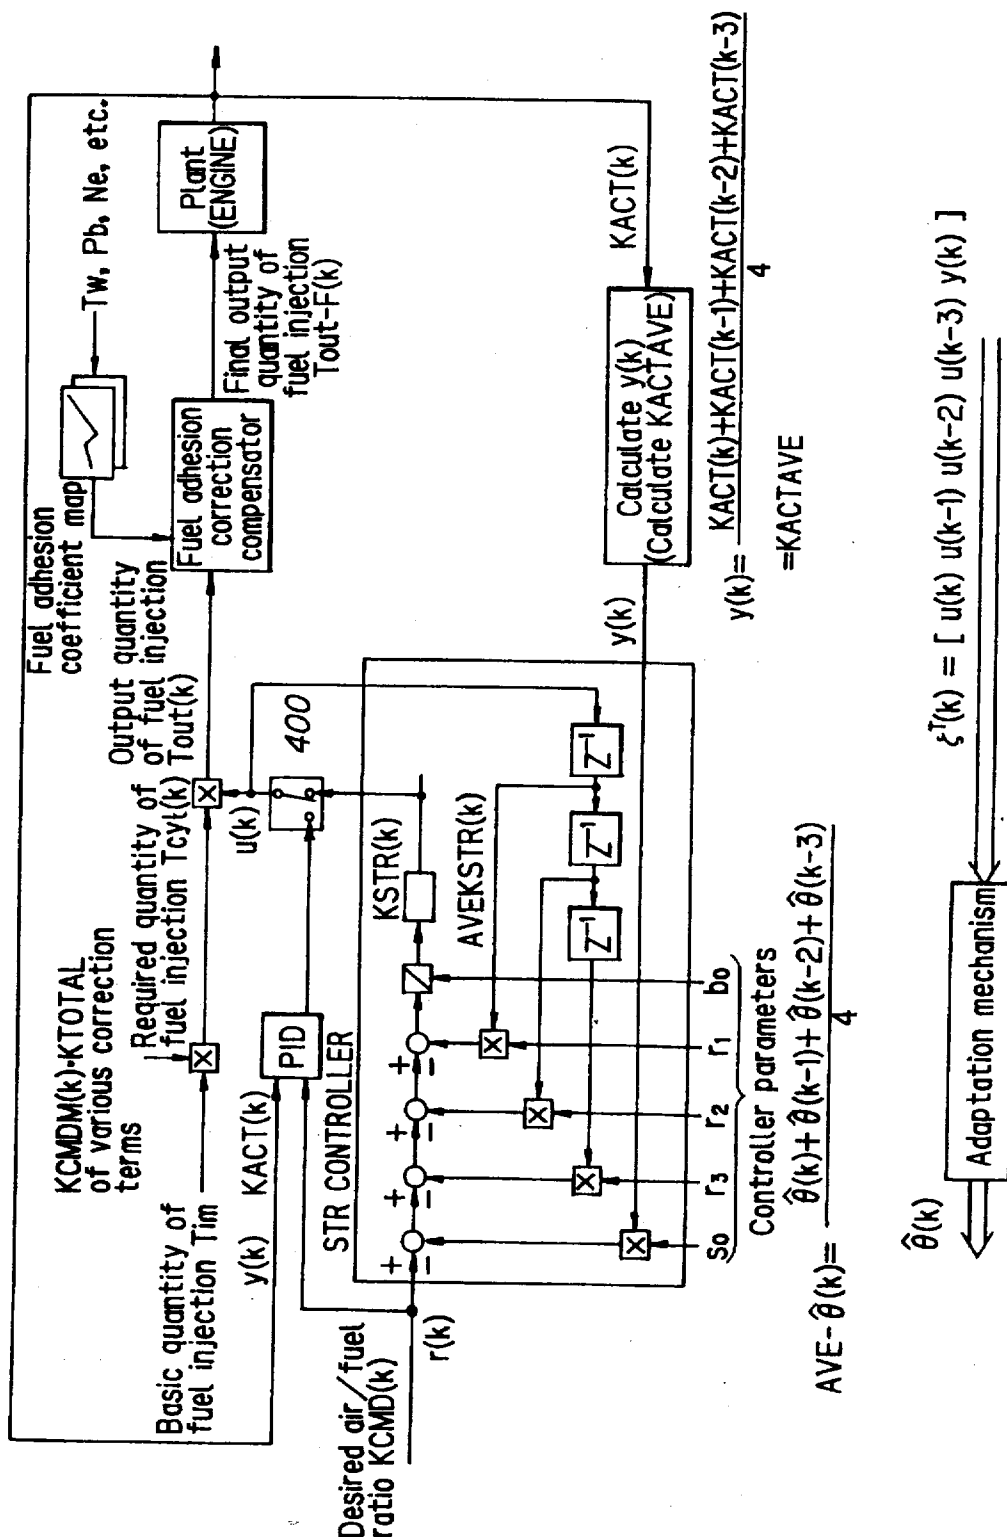 Fuel adhesion
coefficient map
Tw, Pb, Ne, etc.
KCMDM(k)·KTOTAL
of various correction
terms
Required quantity of
fuel injection Tcyl(k)
Output quantity
of fuel injection
Tout(k)
Fuel adhesion
correction
compensator
Final output
quantity of
fuel injection
Tout-F(k)
Plant
(ENGINE)
Basic quantity of
fuel injection Tim
X
X
y(k) KACT(k)
PID
u(k)
400
STR CONTROLLER
KSTR(k)
AVEKSTR(k)
Desired air/fuel
ratio KCMD(k)
r(k)
+ + + +
− − − −
Z⁻¹
Z⁻¹
Z⁻¹
X
X
X
X
So r3 r2 r1 bo
Controller parameters
y(k)
Calculate y(k)
(Calculate KACTAVE)
KACT(k)
y(k)= KACT(k)+KACT(k-1)+KACT(k-2)+KACT(k-3)
4
=KACTAVE
AVE-θ̂(k)= θ̂(k)+θ̂(k-1)+θ̂(k-2)+θ̂(k-3)
4
θ̂(k)
Adaptation mechanism
ξᵀ(k) = [ u(k) u(k-1) u(k-2) u(k-3) y(k) ]